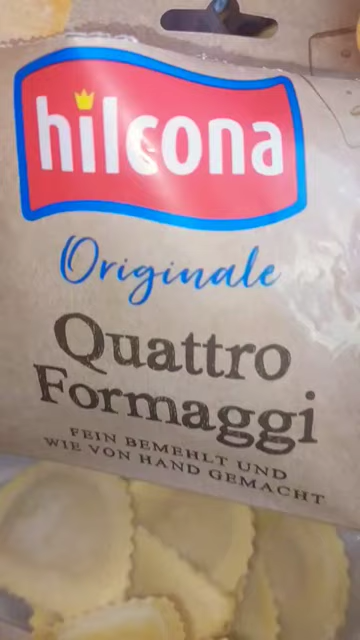 hilcona
Originale
Quattro
Formaggi
FEIN BEMEHLT UND
WIE VON HAND GEMACHT